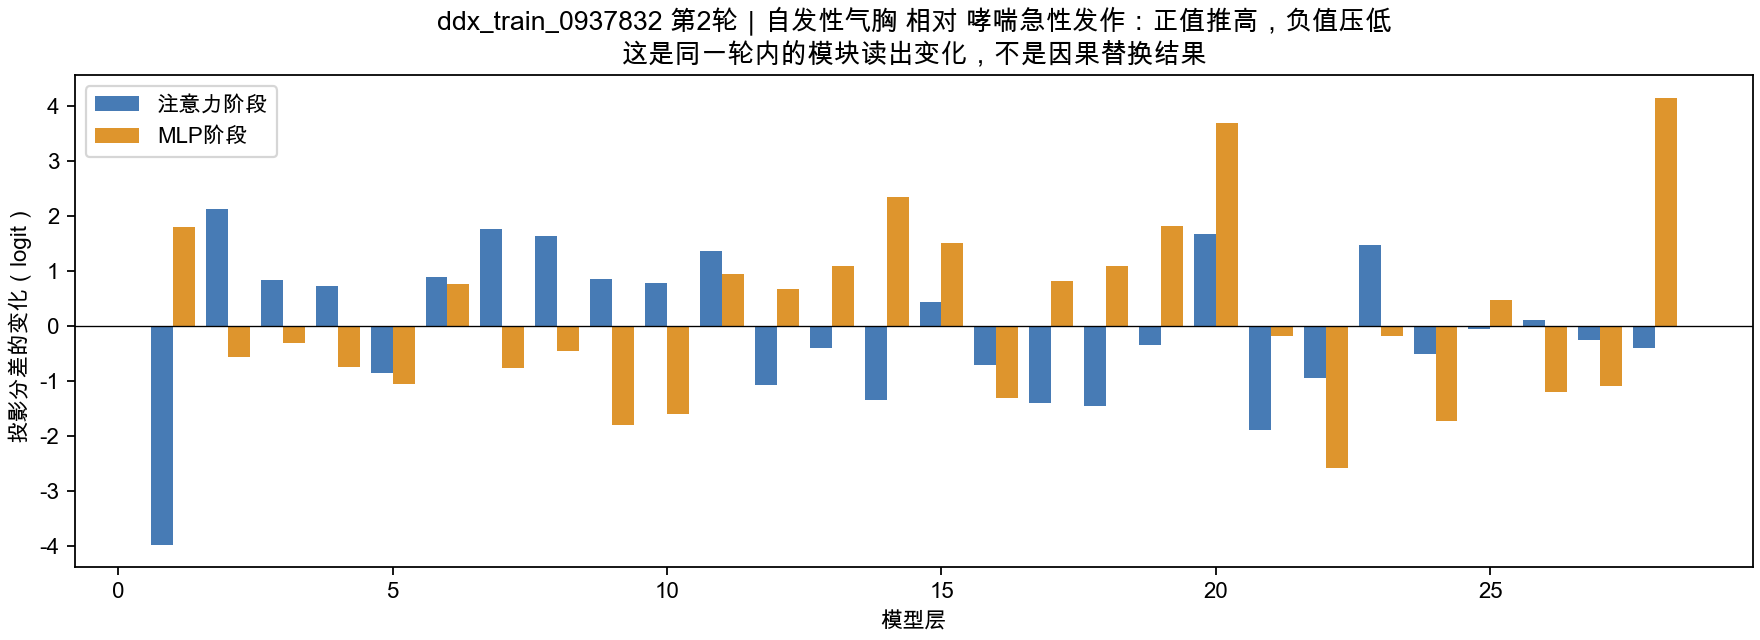 ddx_train_0937832 第2轮 | 自发性气胸 相对 哮喘急性发作：正值推高，负值压低
这是同一轮内的模块读出变化，不是因果替换结果
注意力阶段
MLP阶段
投影分差的变化（logit）
4
3
2
1
0
-1
-2
-3
-4
0
5
10
15
20
25
模型层